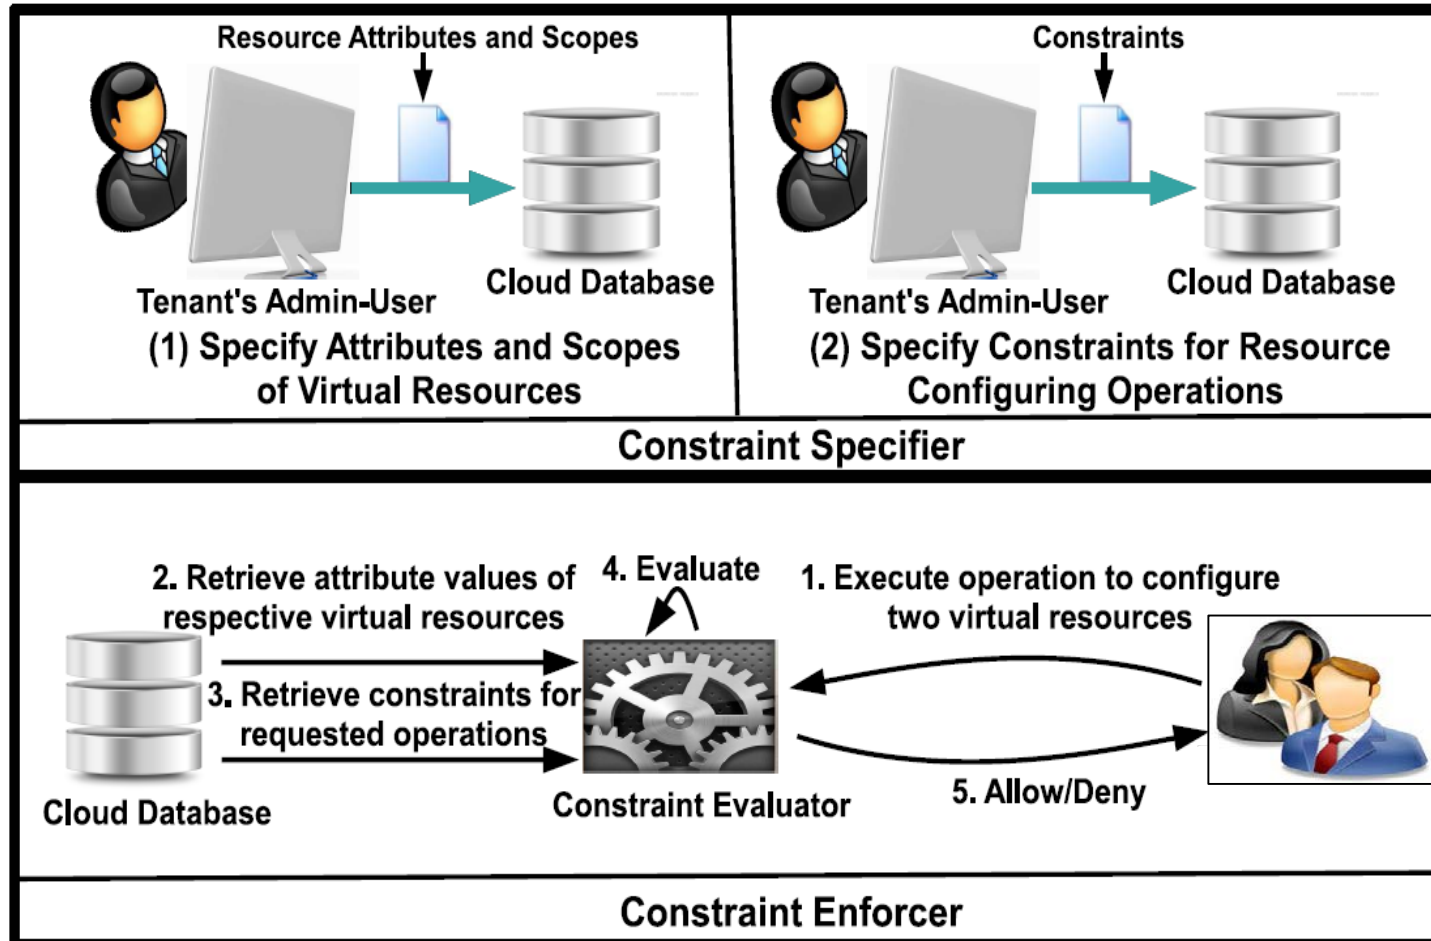 Resource Attributes and Scopes
Cloud Database
Tenant's Admin-User
(1) Specify Attributes and Scopes
of Virtual Resources
Constraints
Cloud Database
Tenant's Admin-User
(2) Specify Constraints for Resource
Configuring Operations
Constraint Specifier
2. Retrieve attribute values of
respective virtual resources
4. Evaluate
1. Execute operation to configure
two virtual resources
3. Retrieve constraints for
requested operations
Cloud Database
Constraint Evaluator
5. Allow/Deny
Constraint Enforcer